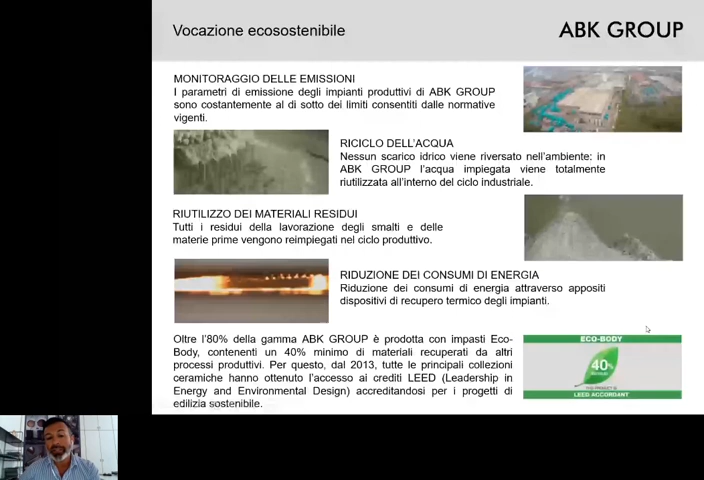 Vocazione ecosostenibile
ABK GROUP
MONITORAGGIO DELLE EMISSIONI
I parametri di emissione degli impianti produttivi di ABK GROUP
sono costantemente al di sotto dei limiti consentiti dalle normative
vigenti.
RICICLO DELL'ACQUA
Nessun scarico idrico viene riversato nell'ambiente: in
ABK GROUP l'acqua impiegata viene totalmente
riutilizzata all'interno del ciclo industriale.
RIUTILIZZO DEI MATERIALI RESIDUI
Tutti i residui della lavorazione degli smalti e delle
materie prime vengono reimpiegati nel ciclo produttivo.
RIDUZIONE DEI CONSUMI DI ENERGIA
Riduzione dei consumi di energia attraverso appositi
dispositivi di recupero termico degli impianti.
Oltre l'80% della gamma ABK GROUP è prodotta con impasti Eco-
Body, contenenti un 40% minimo di materiali recuperati da altri
processi produttivi. Per questo, dal 2013, tutte le principali collezioni
ceramiche hanno ottenuto l'accesso ai crediti LEED (Leadership in
Energy and Environmental Design) accreditandosi per i progetti di
edilizia sostenibile.
ECO-BODY
40%
THIS PROJECT IS
LEED ACCORDANT